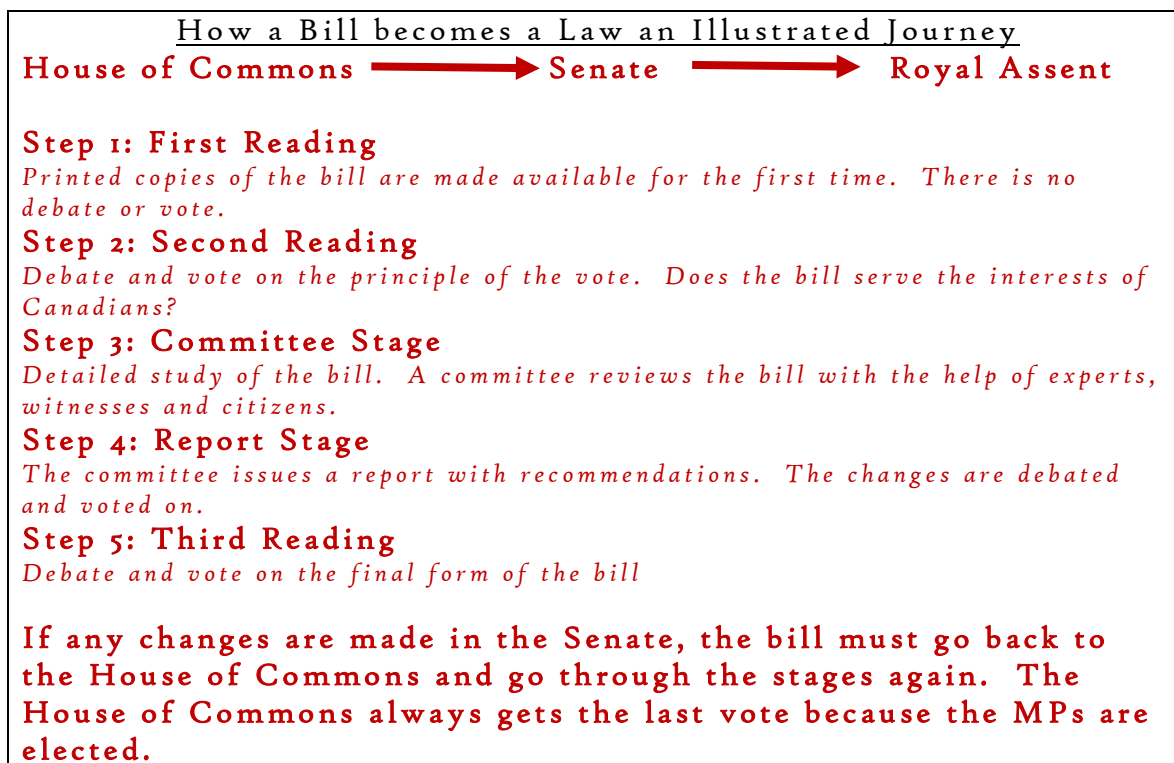 How a Bill becomes a Law an Illustrated Journey
House of Commons Senate Royal Assent
Step 1: First Reading
Printed copies of the bill are made available for the first time. There is no
debate or vote.
Step 2: Second Reading
Debate and vote on the principle of the vote. Does the bill serve the interests of
Canadians?
Step 3: Committee Stage
Detailed study of the bill. A committee reviews the bill with the help of experts,
witnesses and citizens.
Step 4: Report Stage
The committee issues a report with recommendations. The changes are debated
and voted on.
Step 5: Third Reading
Debate and vote on the final form of the bill
If any changes are made in the Senate, the bill must go back to
the House of Commons and go through the stages again. The
House of Commons always gets the last vote because the MPs are
elected.